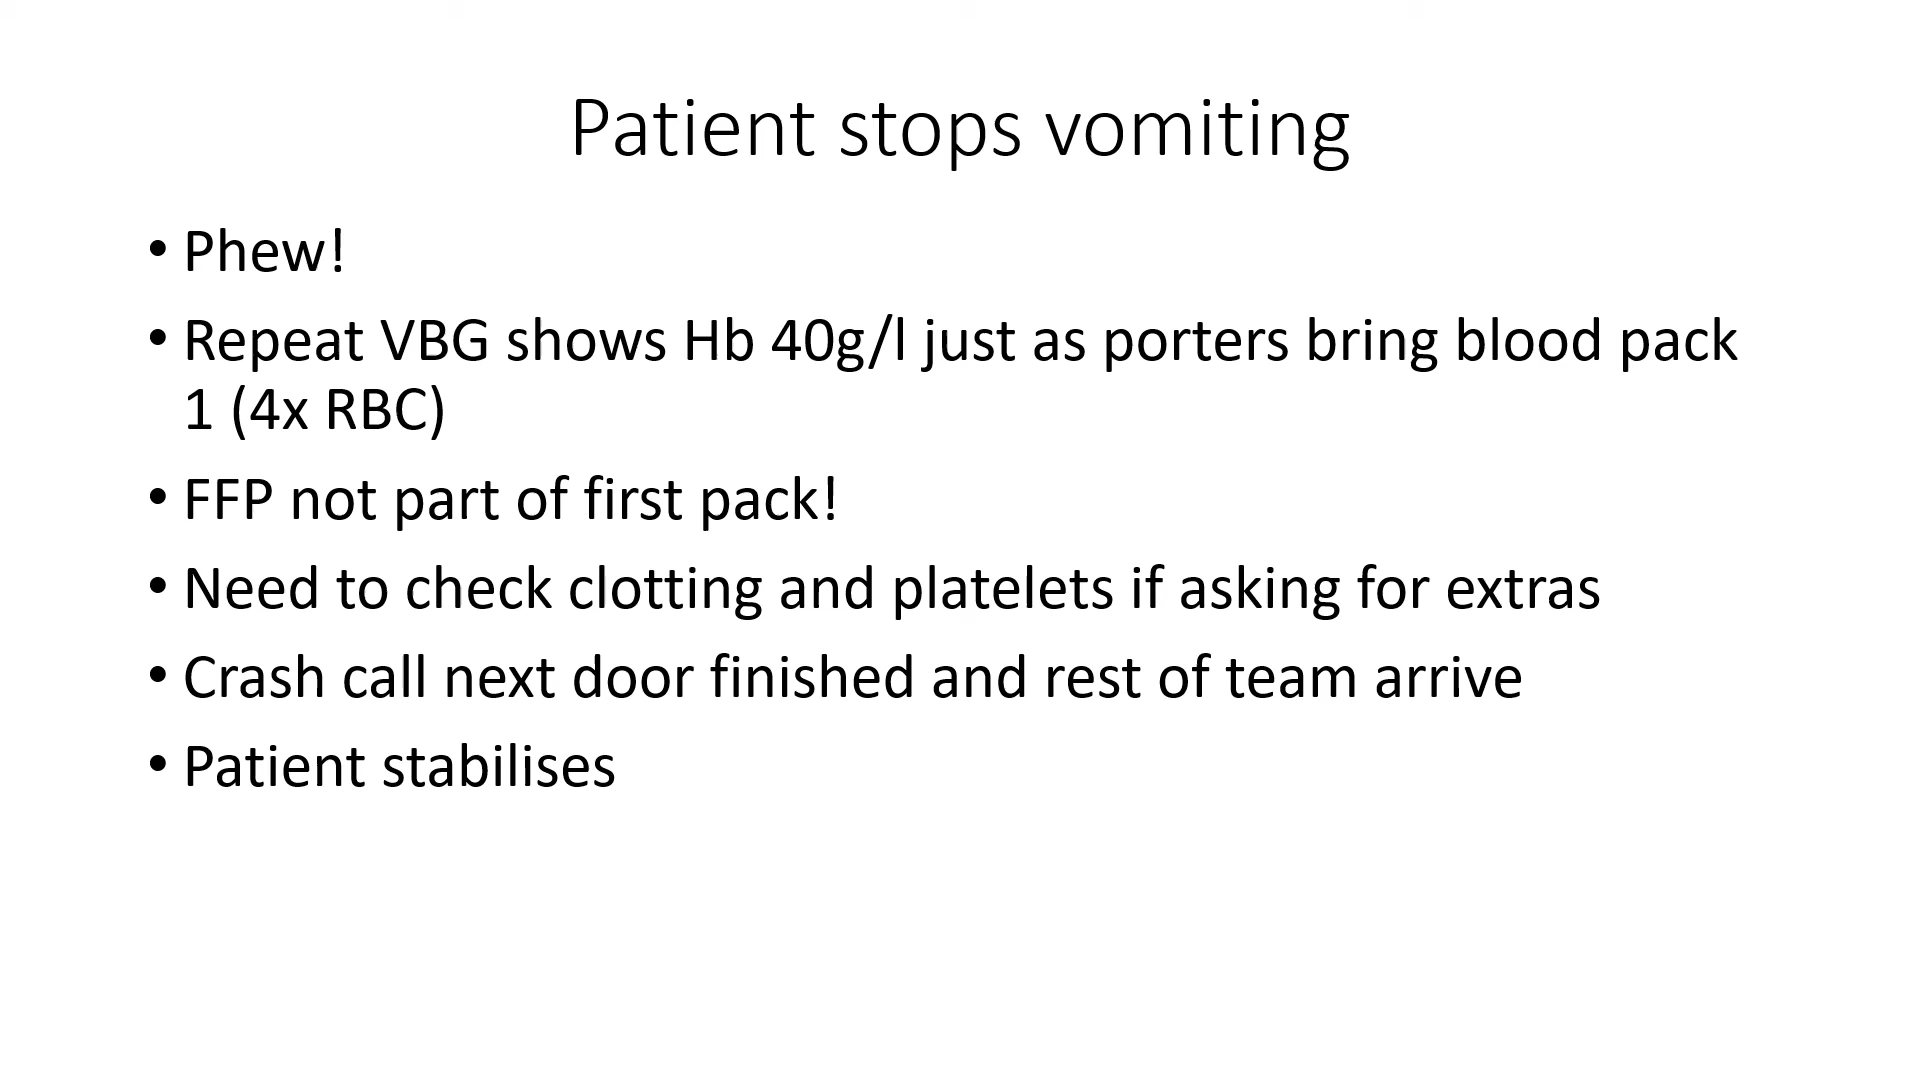 Patient stops vomiting
• Phew!
• Repeat VBG shows Hb 40g/l just as porters bring blood pack
1 (4x RBC)
• FFP not part of first pack!
• Need to check clotting and platelets if asking for extras
• Crash call next door finished and rest of team arrive
• Patient stabilises